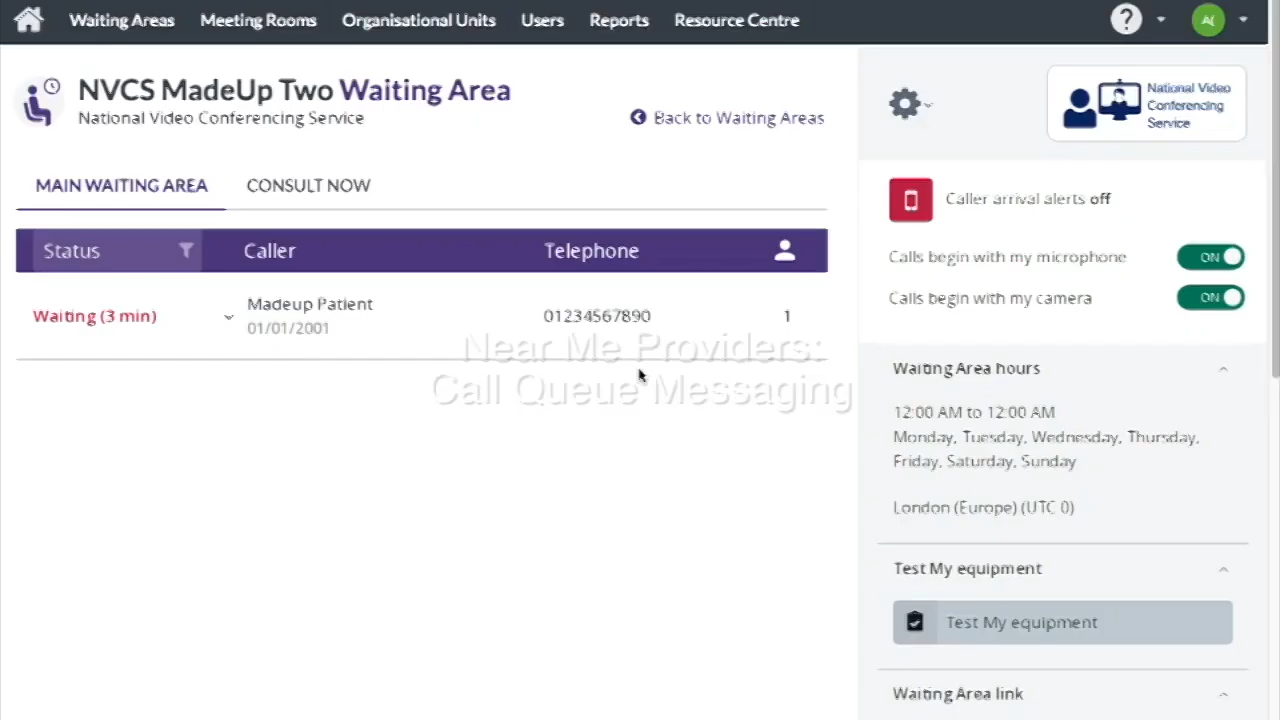 Waiting Areas Meeting Rooms Organisational Units Users Reports Resource Centre ? A(
NVCS MadeUp Two Waiting Area
National Video Conferencing Service
Back to Waiting Areas
National Video
Conferencing
Service
MAIN WAITING AREA CONSULT NOW
Caller arrival alerts off
Status Caller Telephone
Calls begin with my microphone ON
Calls begin with my camera ON
Waiting (3 min) Madeup Patient 01234567890 1
01/01/2001
Near Me Providers:
Call Queue Messaging
Waiting Area hours
12:00 AM to 12:00 AM
Monday, Tuesday, Wednesday, Thursday,
Friday, Saturday, Sunday
London (Europe) (UTC 0)
Test My equipment
Test My equipment
Waiting Area link